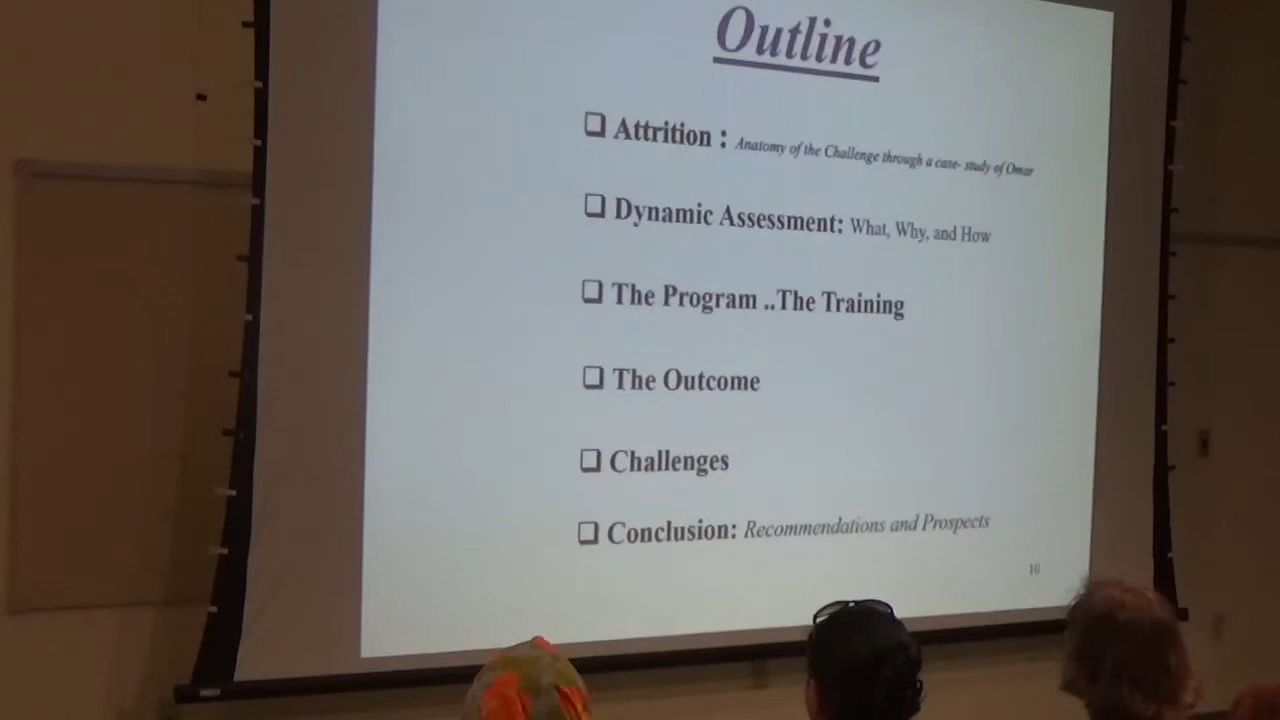 Outline
❑ Attrition : Anatomy of the Challenge through a case- study of Omar
❑ Dynamic Assessment: What, Why, and How
❑ The Program ..The Training
❑ The Outcome
❑ Challenges
❑ Conclusion: Recommendations and Prospects
10